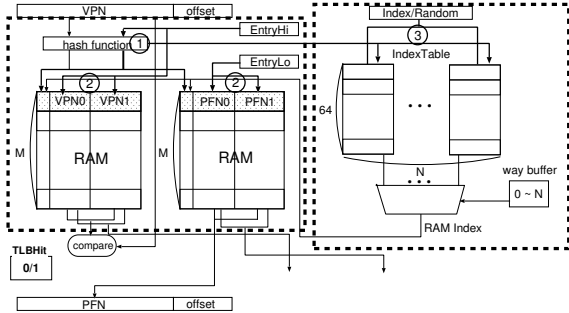 VPN offset
Index/Random
EntryHi
hash function 1
3
IndexTable
EntryLo
2 2
VPN0 VPN1 PFN0 PFN1
64
M RAM M RAM
N
way buffer
0 ~ N
RAM Index
compare
TLBHit
0/1
PFN offset